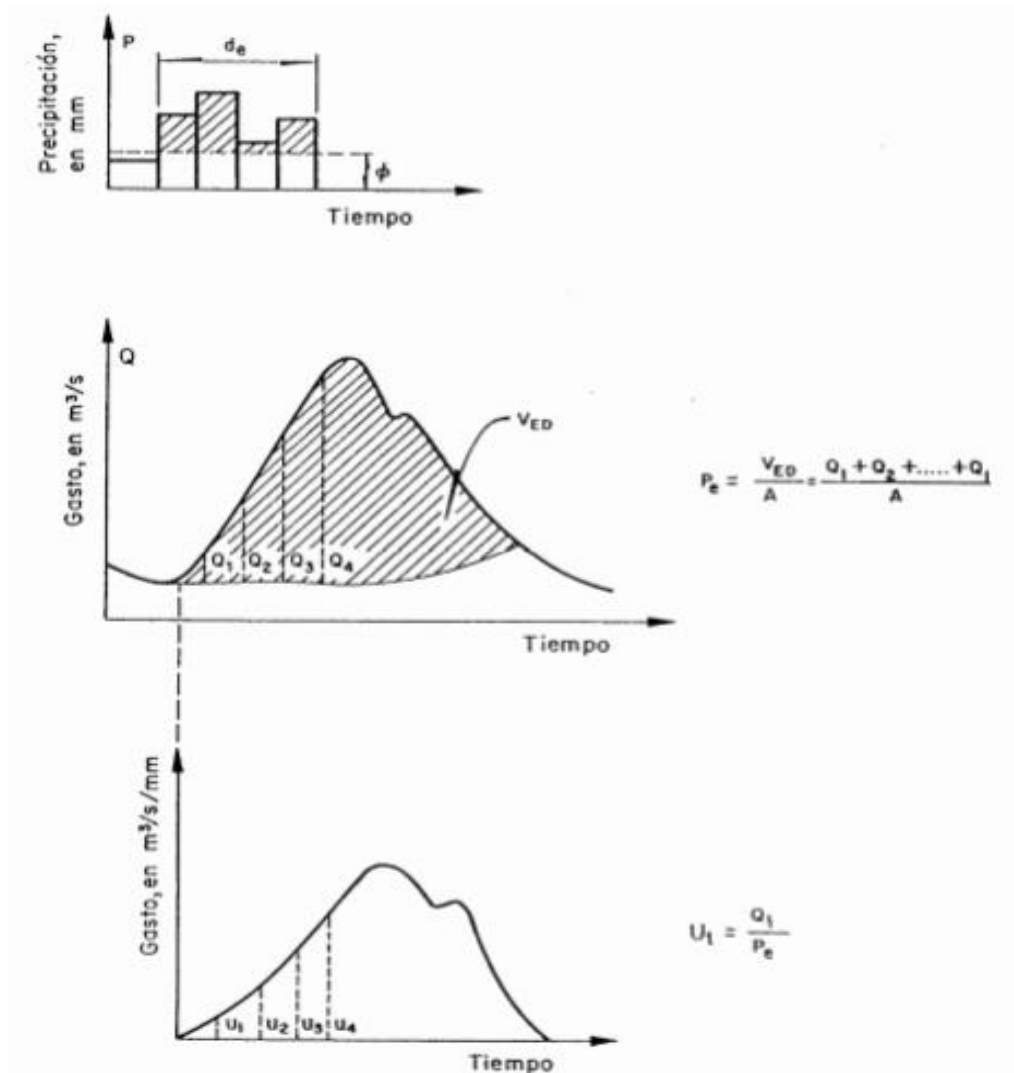 P
Precipitación,
en mm
de
ϕ
Tiempo
Q
Gasto, en m³/s
VED
Q1 Q2 Q3 Q4
Tiempo
Pe = VED / A = Q1 + Q2 + ..... + Qi / A
Gasto, en m³/s/mm
U1 U2 U3 U4
Tiempo
Ui = Qi / Pe